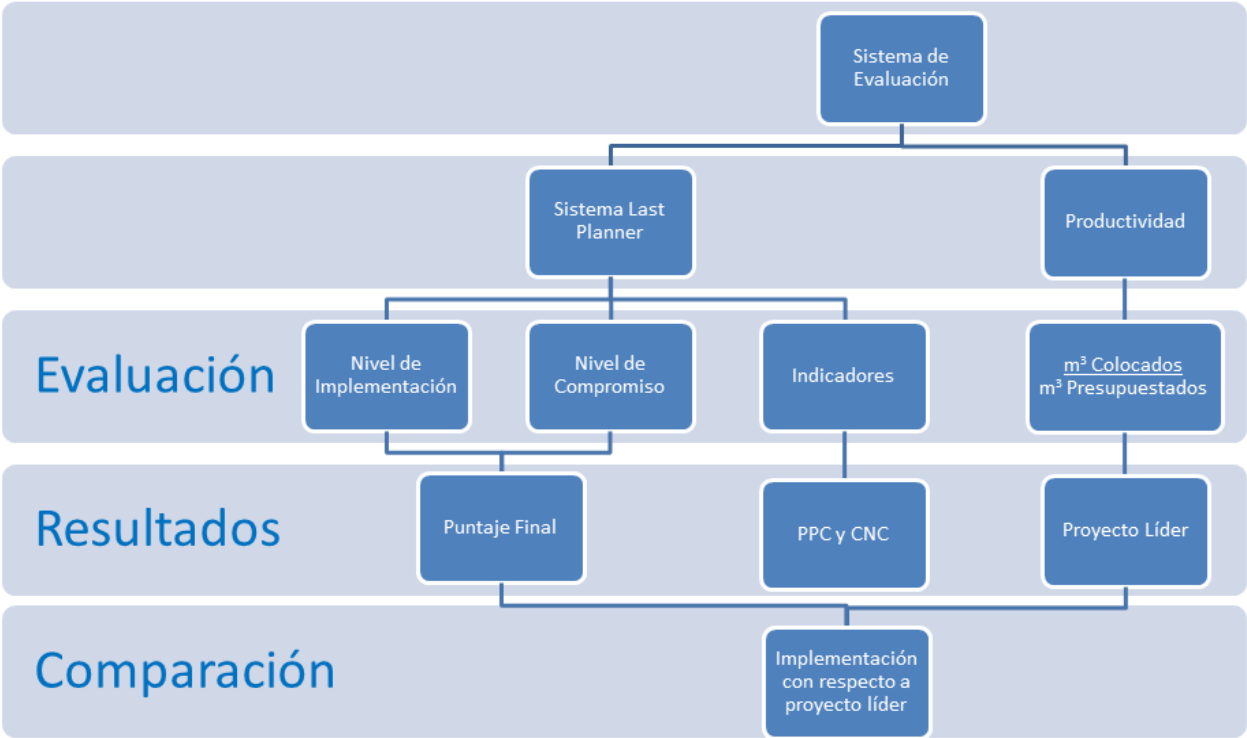 Sistema de
Evaluación
Sistema Last
Planner
Productividad
Evaluación
Nivel de
Implementación
Nivel de
Compromiso
Indicadores
m³ Colocados
m³ Presupuestados
Resultados
Puntaje Final
PPC y CNC
Proyecto Líder
Comparación
Implementación
con respecto a
proyecto líder